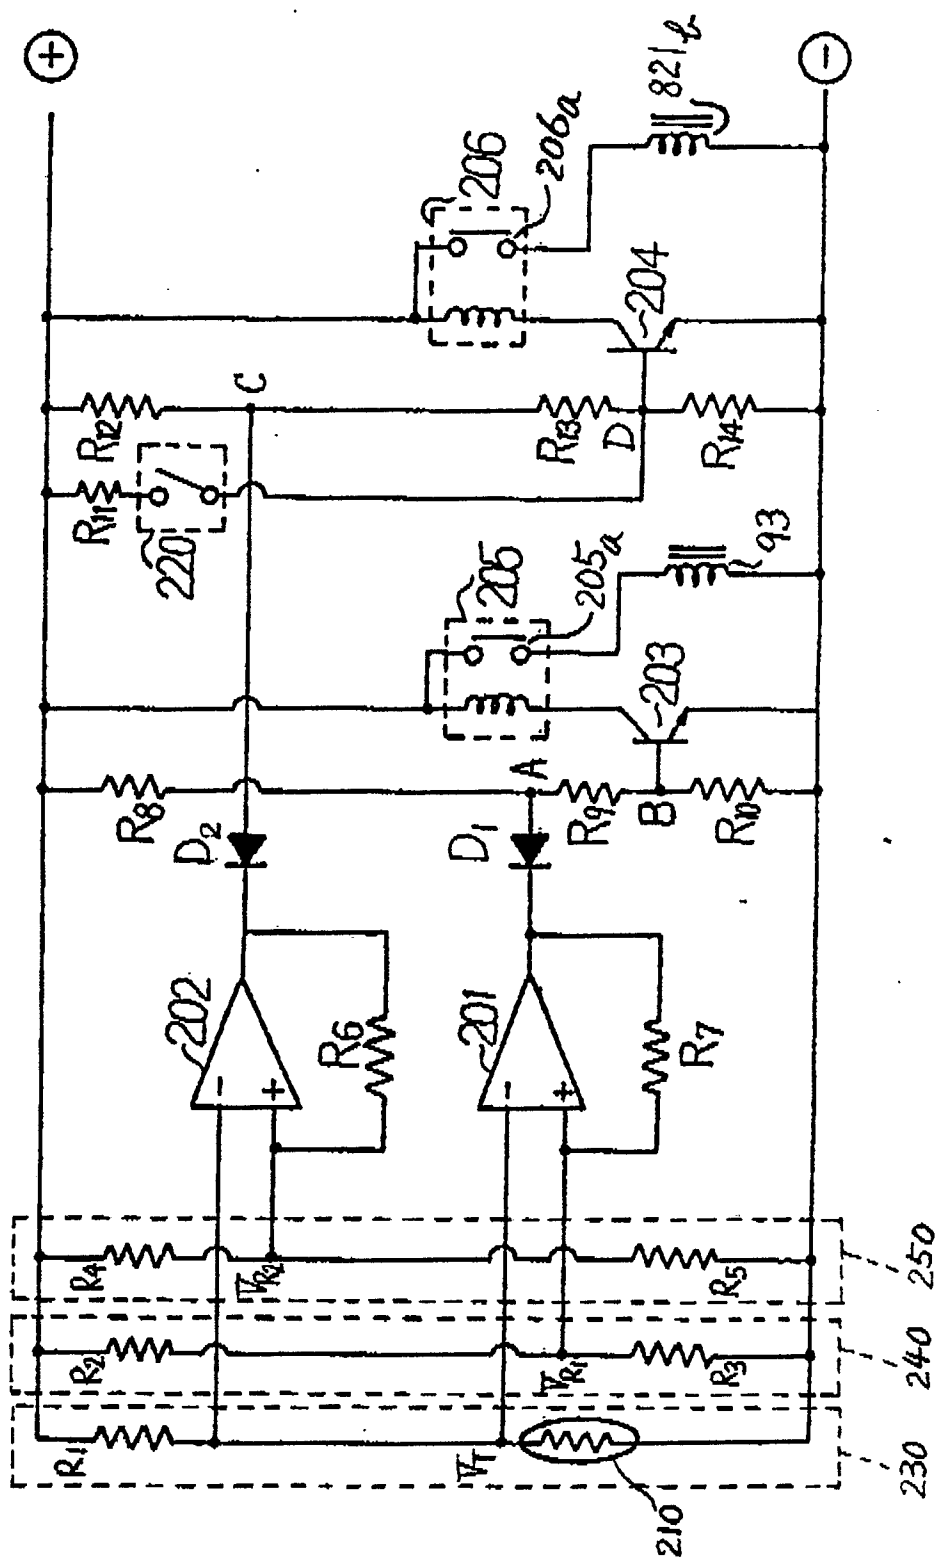 +
−
R1
VT
210
230
R2
VR1
R3
240
R4
VR2
R5
250
202
−
+
R6
201
−
+
R7
D2
D1
R8
A
R9
B
R10
203
205
205a
93
R11
220
R12
C
R13
D
R14
204
206
206a
821b